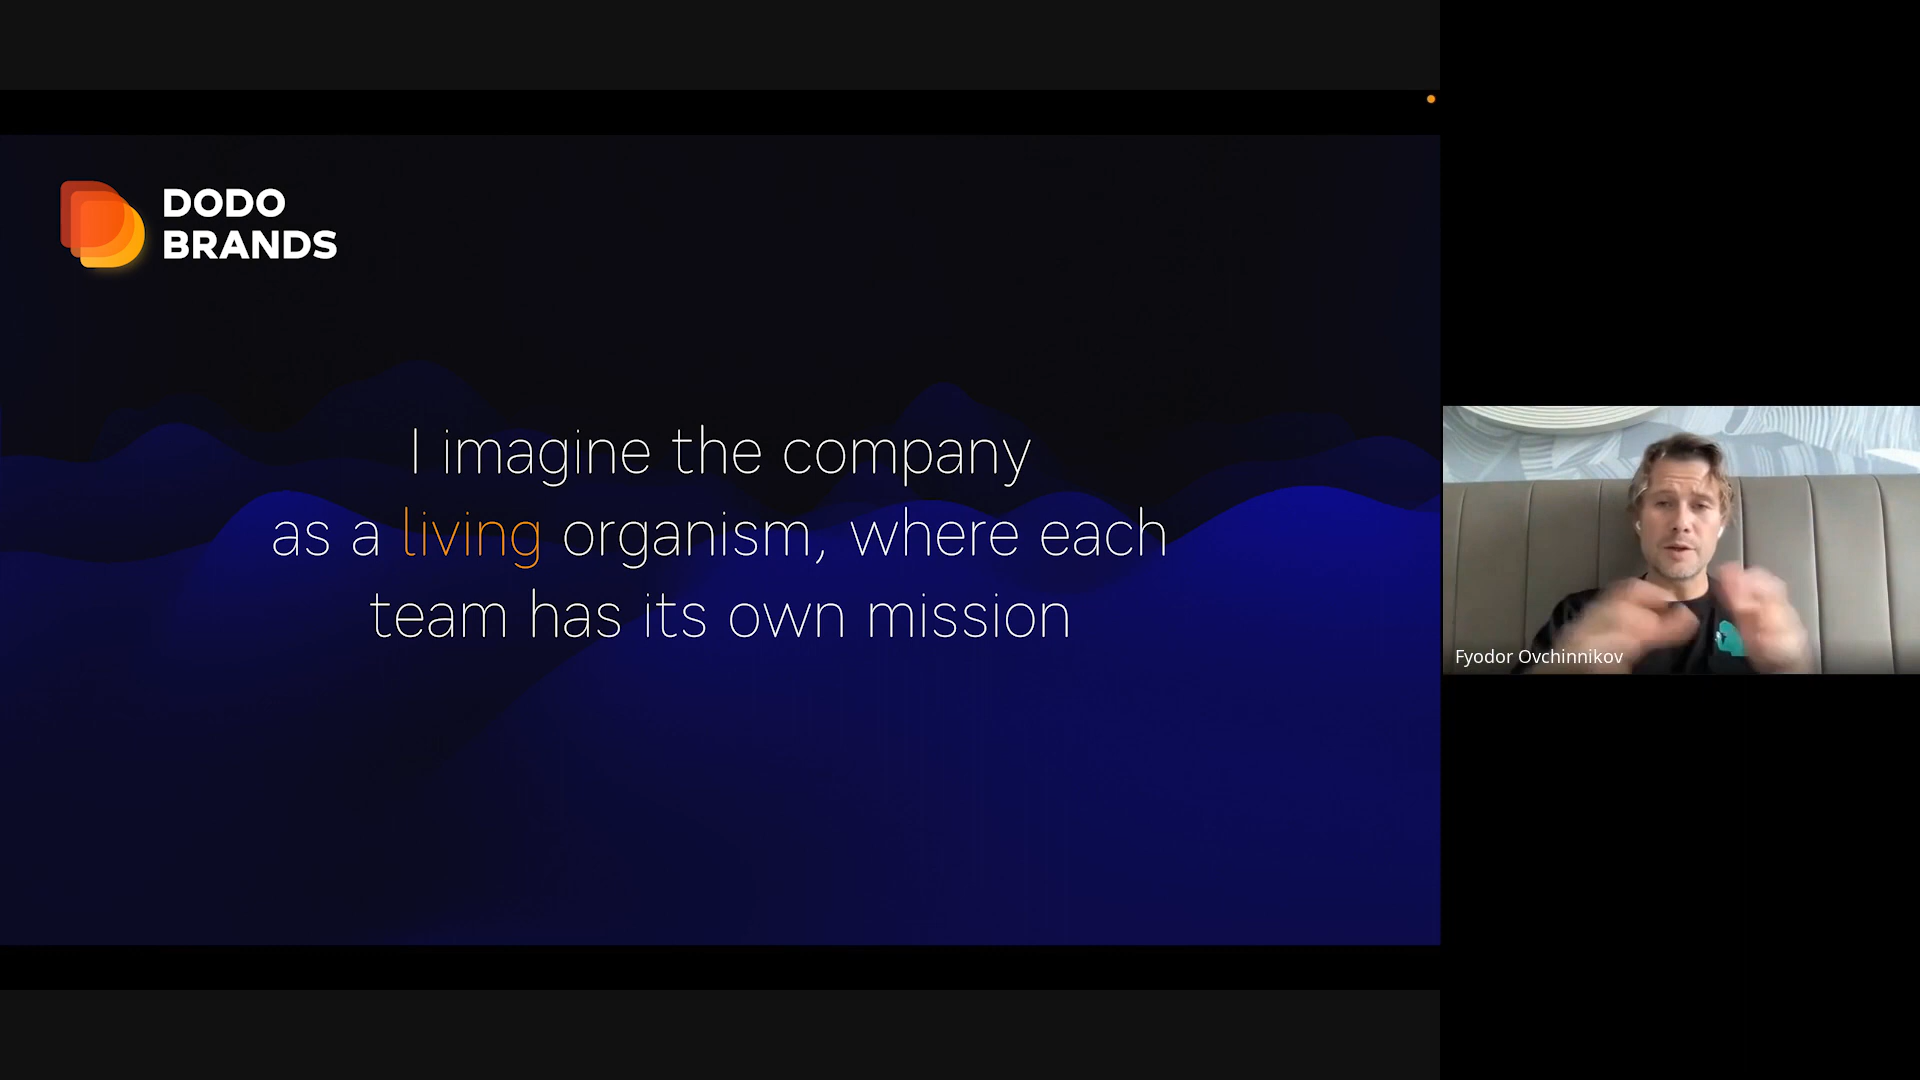 DODO
BRANDS
I imagine the company
as a living organism, where each
team has its own mission
Fyodor Ovchinnikov